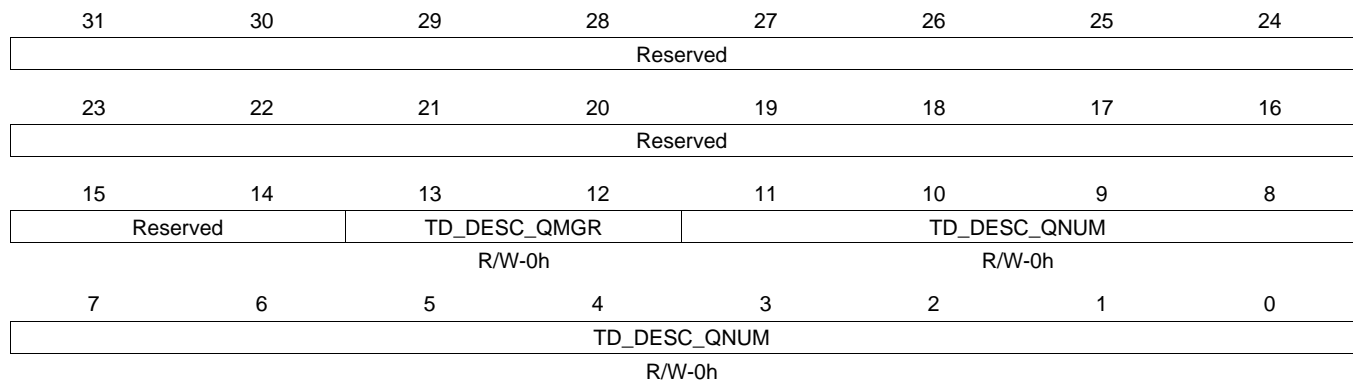 31 30 29 28 27 26 25 24
Reserved
23 22 21 20 19 18 17 16
Reserved
15 14 13 12 11 10 9 8
Reserved TD_DESC_QMGR TD_DESC_QNUM
R/W-0h R/W-0h
7 6 5 4 3 2 1 0
TD_DESC_QNUM
R/W-0h